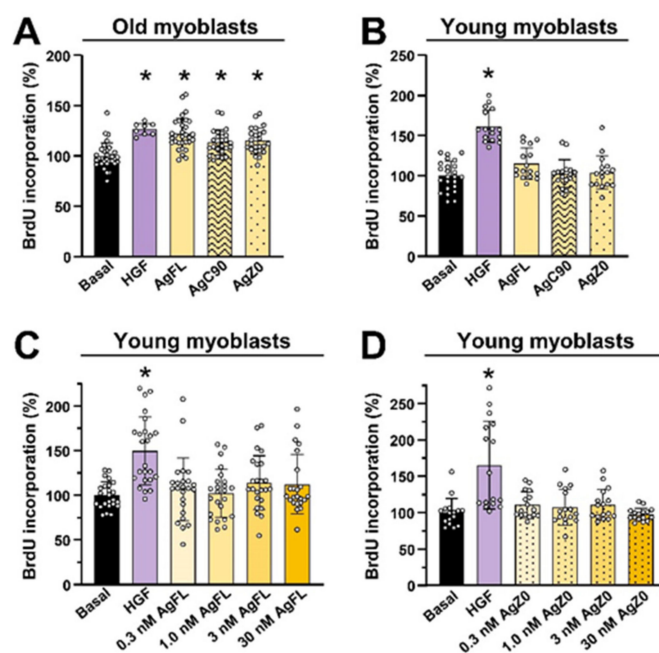 A
Old myoblasts
BrdU incorporation (%)
200
150
100
50
0
* * * *
Basal
HGF
AgFL
AgC90
AgZ0
B
Young myoblasts
BrdU incorporation (%)
250
200
150
100
50
0
*
Basal
HGF
AgFL
AgC90
AgZ0
C
Young myoblasts
BrdU incorporation (%)
200
150
100
50
0
*
Basal
HGF
0.3 nM AgFL
1.0 nM AgFL
3 nM AgFL
30 nM AgFL
D
Young myoblasts
BrdU incorporation (%)
250
200
150
100
50
0
*
Basal
HGF
0.3 nM AgZ0
1.0 nM AgZ0
3 nM AgZ0
30 nM AgZ0